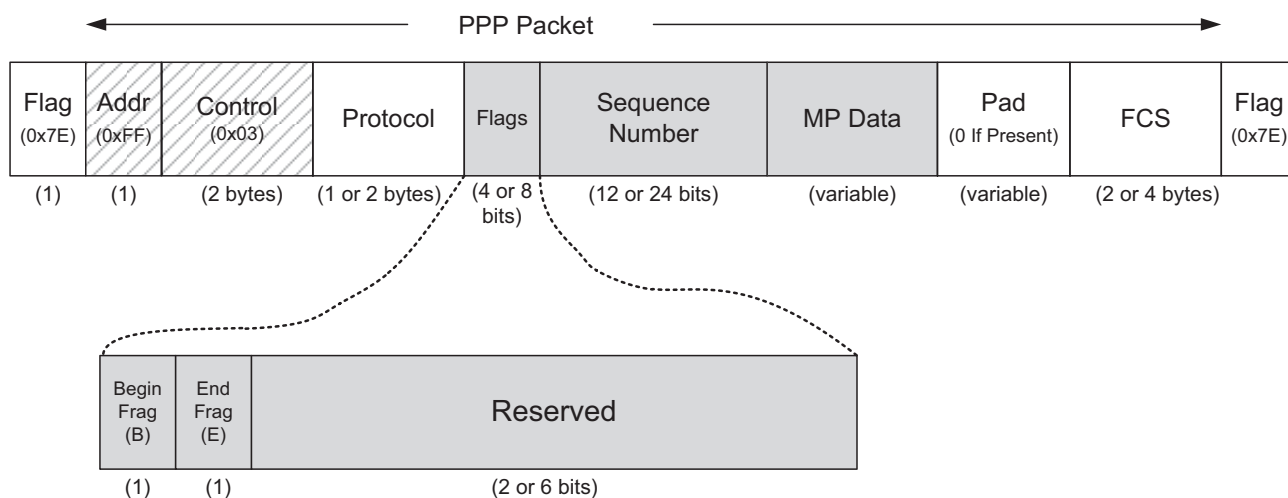 PPP Packet
Flag
(0x7E)
Addr
(0xFF)
Control
(0x03)
Protocol
Flags
Sequence
Number
MP Data
Pad
(0 If Present)
FCS
Flag
(0x7E)
(1)
(1)
(2 bytes)
(1 or 2 bytes)
(4 or 8
bits)
(12 or 24 bits)
(variable)
(variable)
(2 or 4 bytes)
(1)
Begin
Frag
(B)
End
Frag
(E)
Reserved
(1)
(1)
(2 or 6 bits)